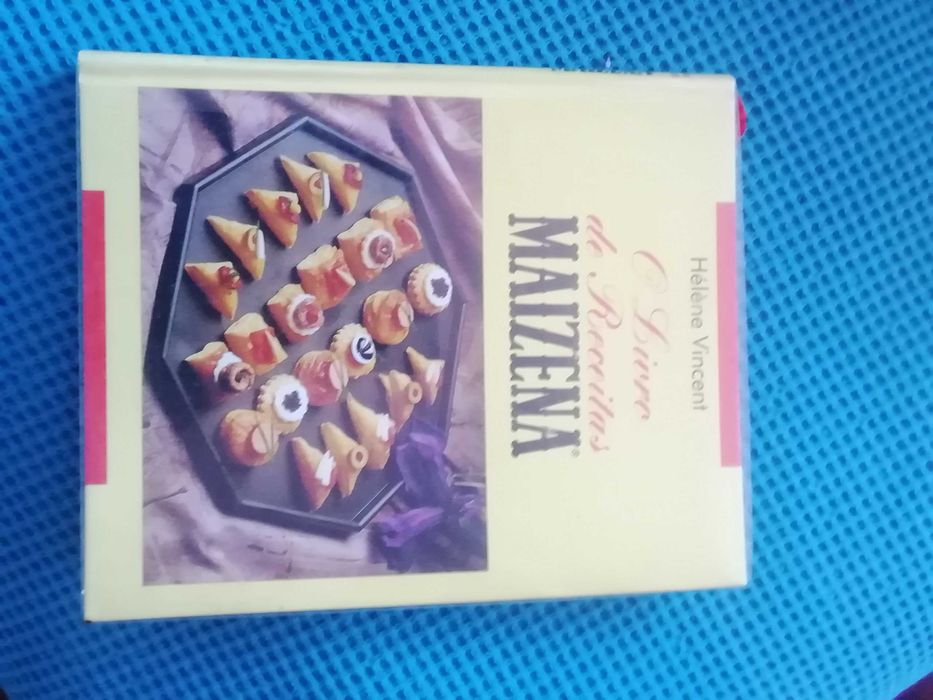 Hélène Vincent
O Livro
de Receitas
MAIZENA®